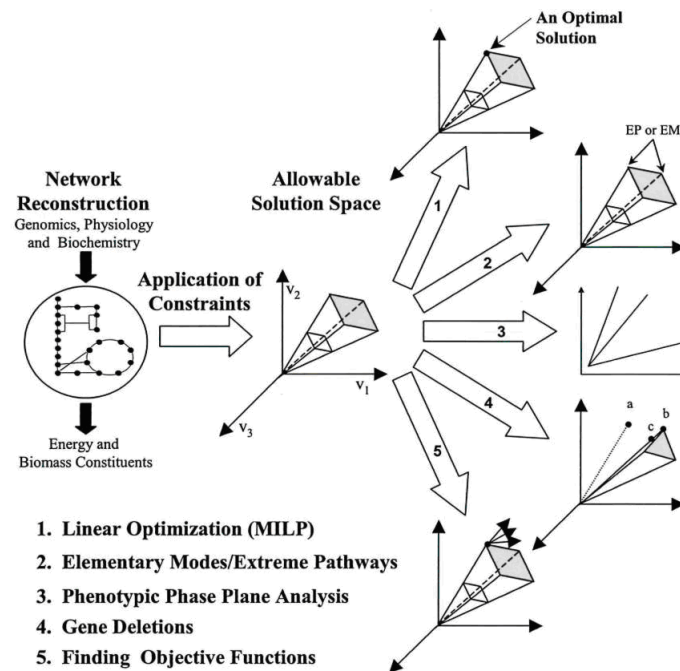 An Optimal
Solution
EP or EM
Network
Reconstruction
Genomics, Physiology
and Biochemistry
Allowable
Solution Space
Application of
Constraints
1
2
3
4
5
v2
v1
v3
a
b
c
Energy and
Biomass Constituents
1. Linear Optimization (MILP)
2. Elementary Modes/Extreme Pathways
3. Phenotypic Phase Plane Analysis
4. Gene Deletions
5. Finding Objective Functions